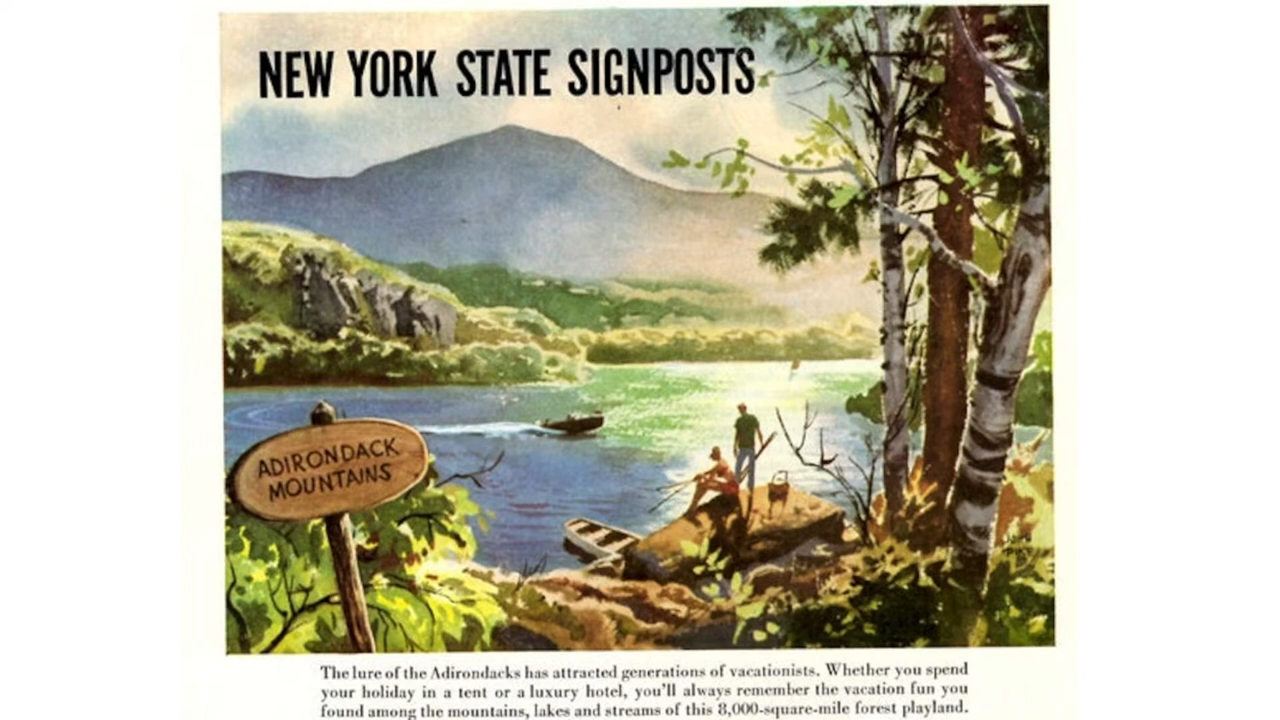 NEW YORK STATE SIGNPOSTS
ADIRONDACK
MOUNTAINS
JOHN
PIKE
The lure of the Adirondacks has attracted generations of vacationists. Whether you spend
your holiday in a tent or a luxury hotel, you'll always remember the vacation fun you
found among the mountains, lakes and streams of this 8,000-square-mile forest playland.